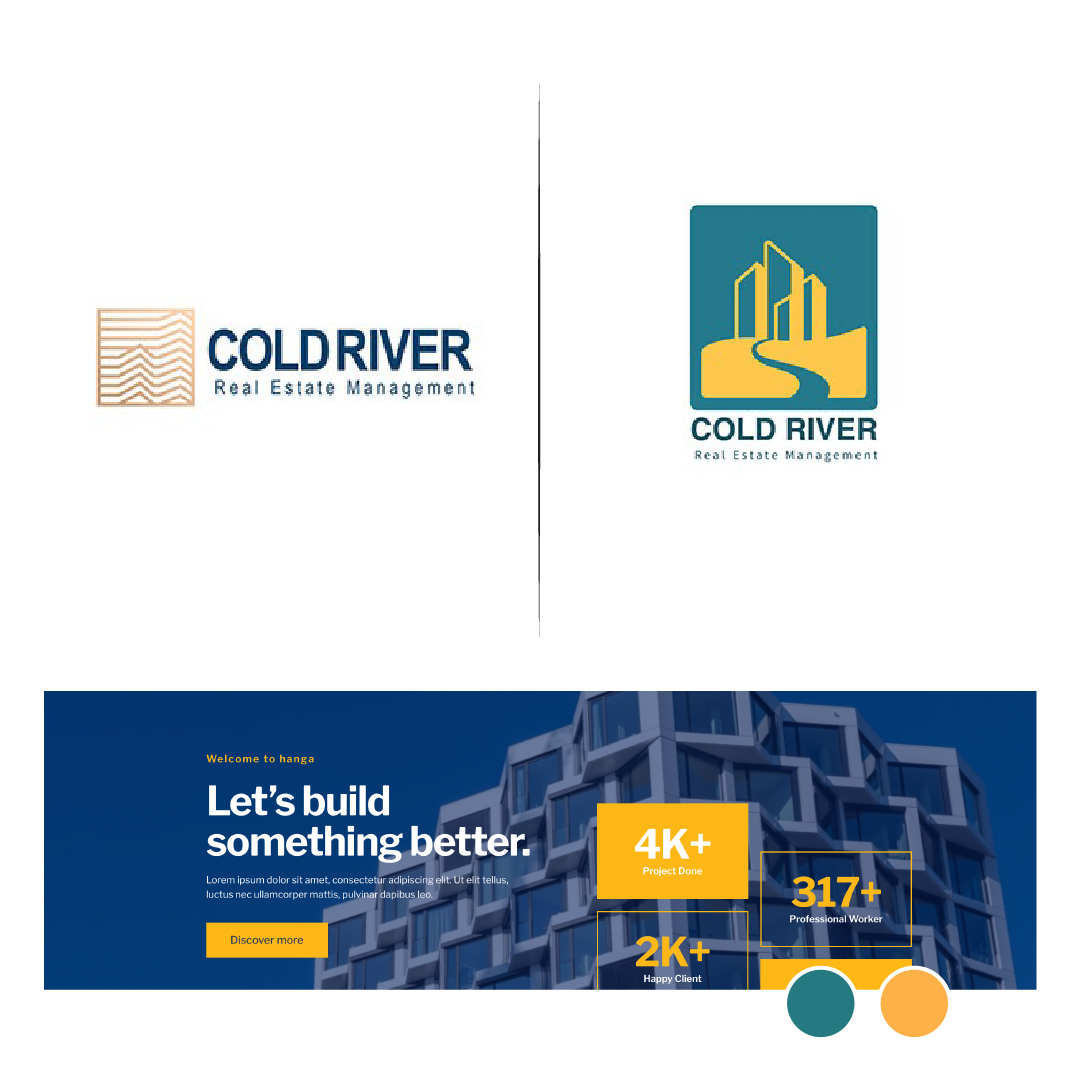 COLD RIVER
Real Estate Management
COLD RIVER
Real Estate Management
Welcome to hanga
Let's build
something better.
Lorem ipsum dolor sit amet, consectetur adipiscing elit. Ut elit tellus,
luctus nec ullamcorper mattis, pulvinar dapibus leo.
Discover more
4K+
Project Done
317+
Professional Worker
2K+
Happy Client